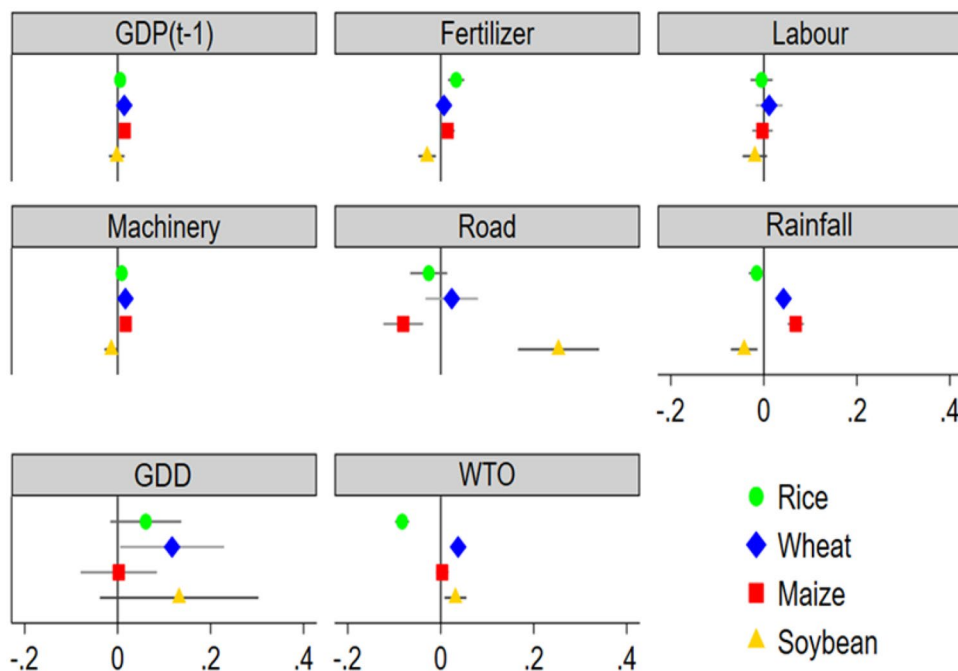 GDP(t-1) Fertilizer Labour
Machinery Road Rainfall
-.2 0 .2 .4
GDD WTO
Rice
Wheat
Maize
Soybean
-.2 0 .2 .4 -.2 0 .2 .4